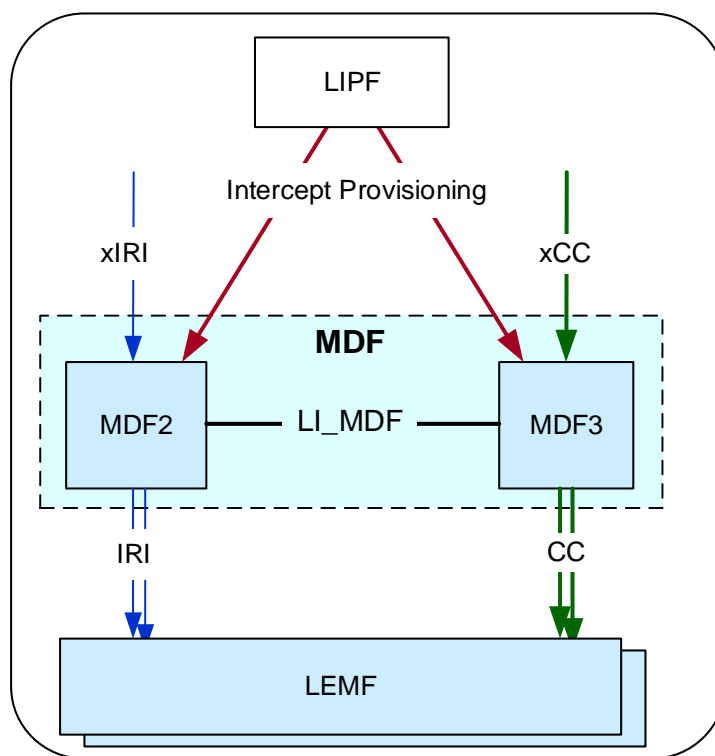 LIPF
Intercept Provisioning
xIRI
xCC
MDF
MDF2
LI_MDF
MDF3
IRI
CC
LEMF